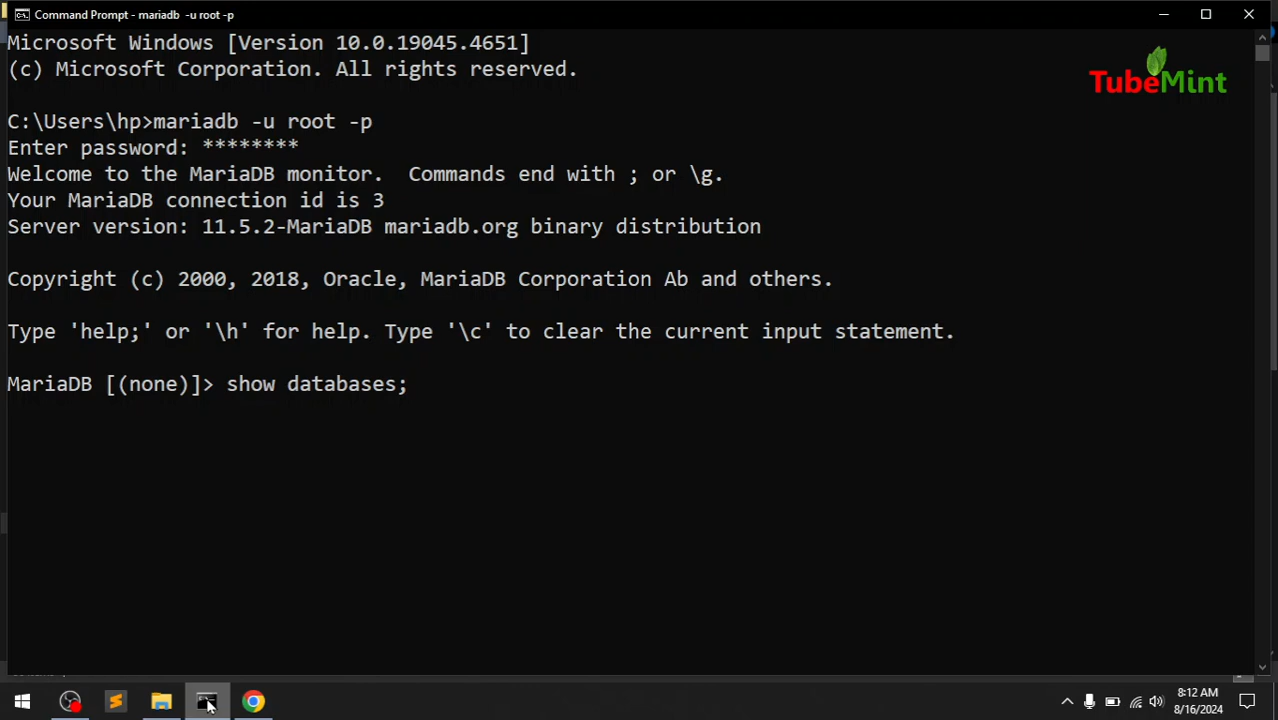 Command Prompt - mariadb -u root -p
Microsoft Windows [Version 10.0.19045.4651]
(c) Microsoft Corporation. All rights reserved.
TubeMint
C:\Users\hp>mariadb -u root -p
Enter password: ********
Welcome to the MariaDB monitor.  Commands end with ; or \g.
Your MariaDB connection id is 3
Server version: 11.5.2-MariaDB mariadb.org binary distribution
Copyright (c) 2000, 2018, Oracle, MariaDB Corporation Ab and others.
Type 'help;' or '\h' for help. Type '\c' to clear the current input statement.
MariaDB [(none)]> show databases;
8:12 AM
8/16/2024